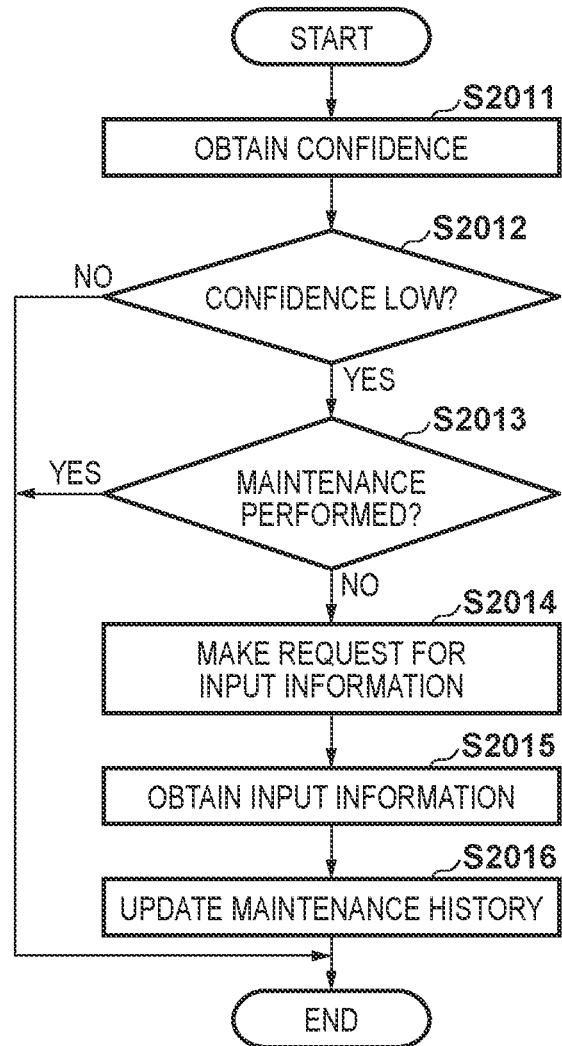 START
S2011
OBTAIN CONFIDENCE
S2012
NO
CONFIDENCE LOW?
YES
S2013
YES
MAINTENANCE
PERFORMED?
NO
S2014
MAKE REQUEST FOR
INPUT INFORMATION
S2015
OBTAIN INPUT INFORMATION
S2016
UPDATE MAINTENANCE HISTORY
END